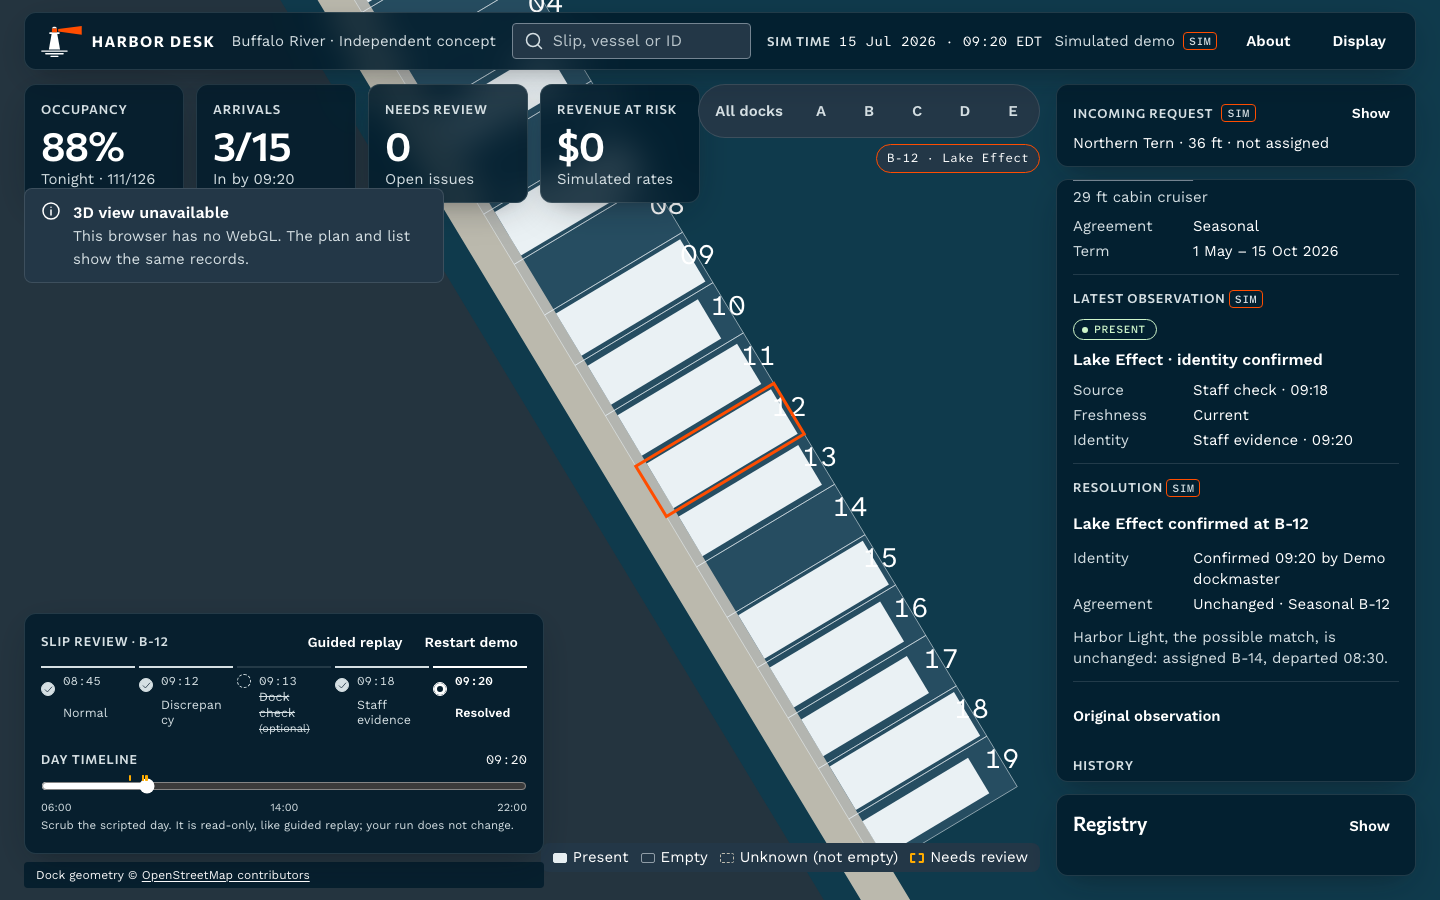 04
HARBOR DESK
Buffalo River · Independent concept
Slip, vessel or ID
SIM TIME 15 Jul 2026 · 09:20 EDT
Simulated demo SIM
About
Display
OCCUPANCY
88%
Tonight · 111/126
ARRIVALS
3/15
In by 09:20
NEEDS REVIEW
0
Open issues
REVENUE AT RISK
$0
Simulated rates
All docks A B C D E
B-12 · Lake Effect
3D view unavailable
This browser has no WebGL. The plan and list
show the same records.
08
09
10
11
12
13
14
15
16
17
18
19
INCOMING REQUEST SIM
Show
Northern Tern · 36 ft · not assigned
29 ft cabin cruiser
Agreement Seasonal
Term 1 May – 15 Oct 2026
LATEST OBSERVATION SIM
PRESENT
Lake Effect · identity confirmed
Source Staff check · 09:18
Freshness Current
Identity Staff evidence · 09:20
RESOLUTION SIM
Lake Effect confirmed at B-12
Identity Confirmed 09:20 by Demo
dockmaster
Agreement Unchanged · Seasonal B-12
Harbor Light, the possible match, is
unchanged: assigned B-14, departed 08:30.
Original observation
HISTORY
Registry
Show
SLIP REVIEW · B-12
Guided replay
Restart demo
08:45
Normal
09:12
Discrepan
cy
09:13
Dock
check
(optional)
09:18
Staff
evidence
09:20
Resolved
DAY TIMELINE 09:20
06:00 14:00 22:00
Scrub the scripted day. It is read-only, like guided replay; your run does not change.
Present Empty Unknown (not empty) Needs review
Dock geometry © OpenStreetMap contributors